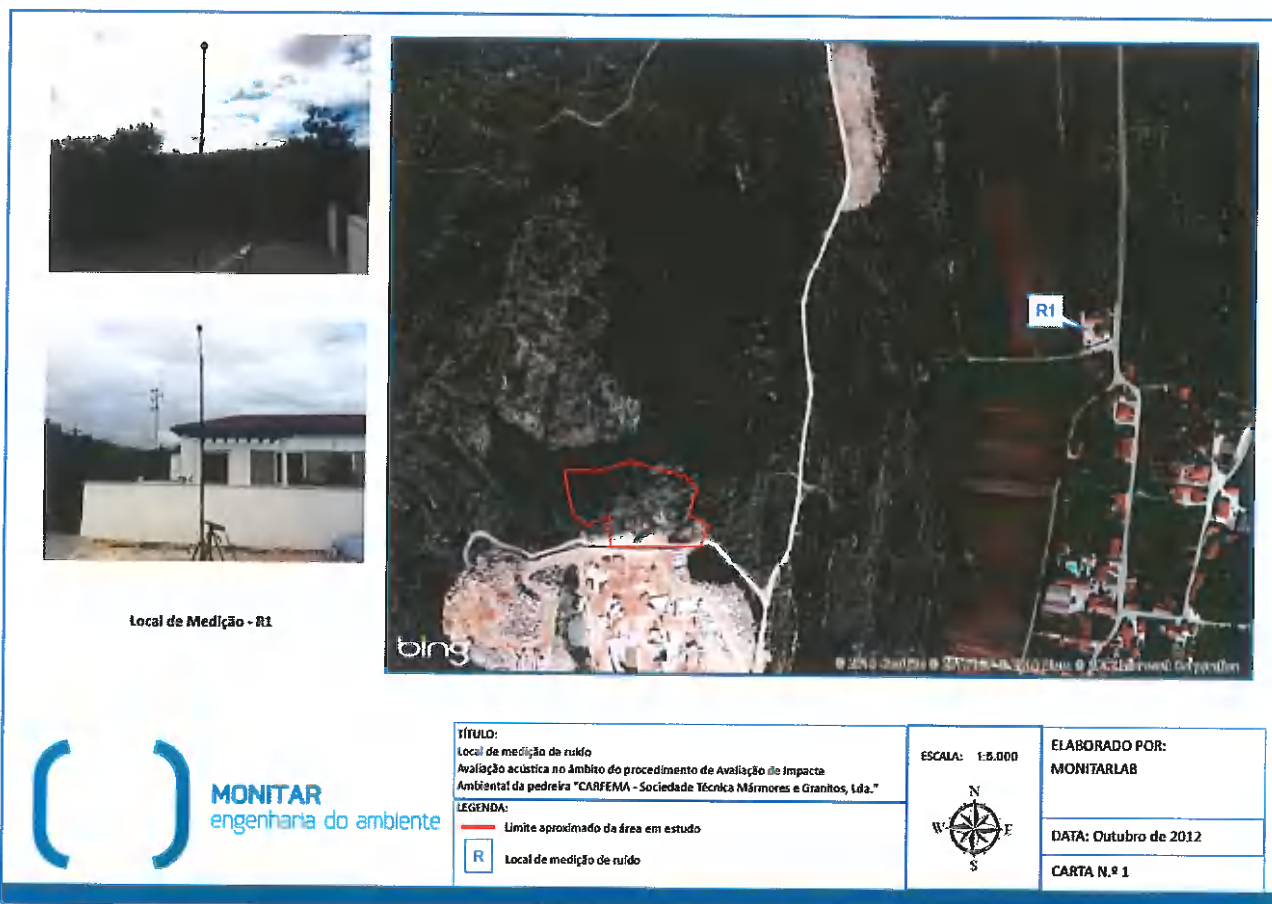 R1
bing
Local de Medição - R1
MONITAR
engenharia do ambiente
TÍTULO:
Local de medição de ruído
Avaliação acústica no âmbito do procedimento de Avaliação de Impacte
Ambiental da pedreira "CARFEMA - Sociedade Técnica Mármores e Granitos, Lda."
LEGENDA:
Limite aproximado da área em estudo
R
Local de medição de ruído
ESCALA: 1:5.000
N
W
E
S
ELABORADO POR:
MONITARLAB
DATA: Outubro de 2012
CARTA N.º 1